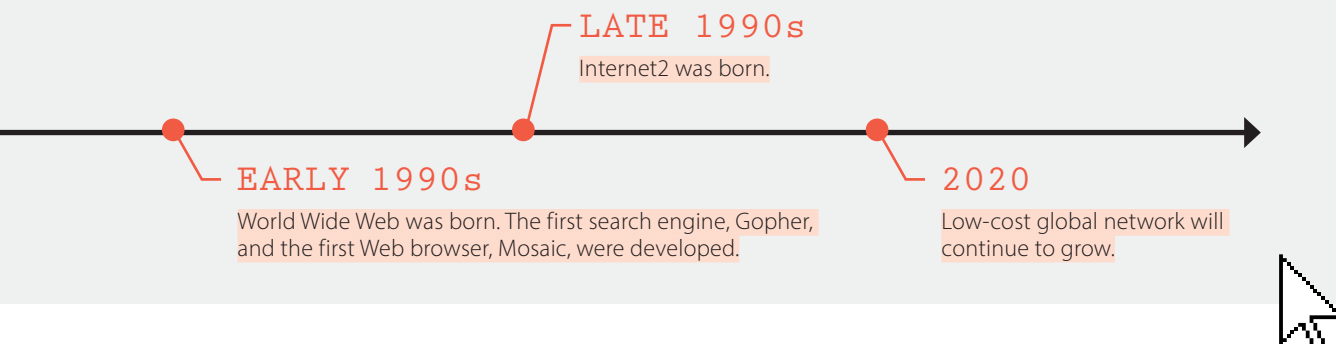 LATE 1990s
Internet2 was born.
EARLY 1990s
World Wide Web was born. The first search engine, Gopher,
and the first Web browser, Mosaic, were developed.
2020
Low-cost global network will
continue to grow.